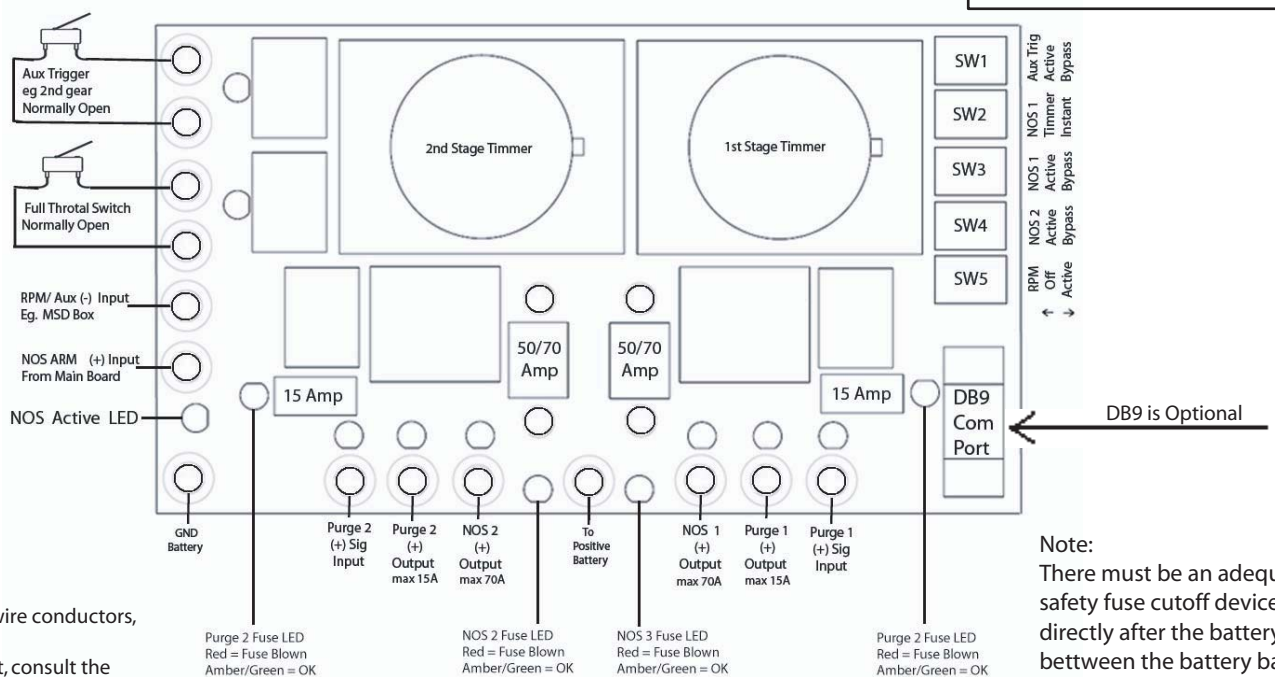 Aux Trigger
eg 2nd gear
Normally Open
Full Throtal Switch
Normally Open
RPM/ Aux (-) Input
Eg. MSD Box
NOS ARM (+) Input
From Main Board
NOS Active LED
GND
Battery
2nd Stage Timmer
1st Stage Timmer
SW1
SW2
SW3
SW4
SW5
Aux Trig
Active
Bypass
NOS 1
Timmer
Instant
NOS 1
Active
Bypass
NOS 2
Active
Bypass
RPM
Off
Active
↑ ↓
15 Amp
50/70
Amp
50/70
Amp
15 Amp
DB9
Com
Port
DB9 is Optional
Purge 2
(+) Sig
Input
Purge 2
(+)
Output
max 15A
NOS 2
(+)
Output
max 70A
To
Positive
Battery
NOS 1
(+)
Output
max 70A
Purge 1
(+)
Output
max 15A
Purge 1
(+) Sig
Input
Purge 2 Fuse LED
Red = Fuse Blown
Amber/Green = OK
NOS 2 Fuse LED
Red = Fuse Blown
Amber/Green = OK
NOS 3 Fuse LED
Red = Fuse Blown
Amber/Green = OK
Purge 2 Fuse LED
Red = Fuse Blown
Amber/Green = OK
wire conductors,
t, consult the
Note:
There must be an adequ
safety fuse cutoff device
directly after the battery
bettween the battery ba